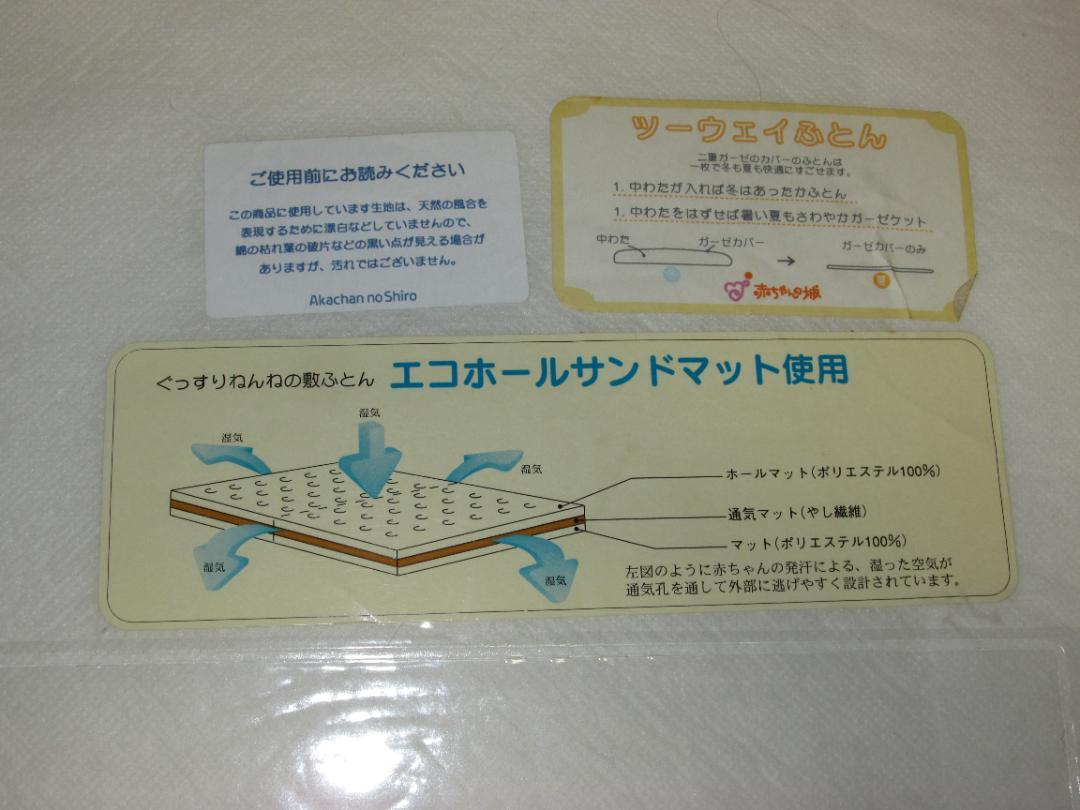 ご使用前にお読みください
この商品に使用しています生地は、天然の風合を
表現するために漂白などしていませんので、
綿の枯れ葉の破片などの黒い点が見える場合が
ありますが、汚れではございません。
Akachan no Shiro
ツーウェイふとん
二重ガーゼのカバーのふとんは
一枚で冬も夏も快適にすごせます。
1. 中わたが入れば冬はあったかふとん
1. 中わたをはずせば暑い夏もさわやかガーゼケット
中わた
ガーゼカバー
ガーゼカバーのみ
冬
夏
赤ちゃんの城
ぐっすりねんねの敷ふとん エコホールサンドマット使用
湿気
湿気
湿気
湿気
湿気
ホールマット(ポリエステル100%)
通気マット(やし繊維)
マット(ポリエステル100%)
左図のように赤ちゃんの発汗による、湿った空気が
通気孔を通して外部に逃げやすく設計されています。